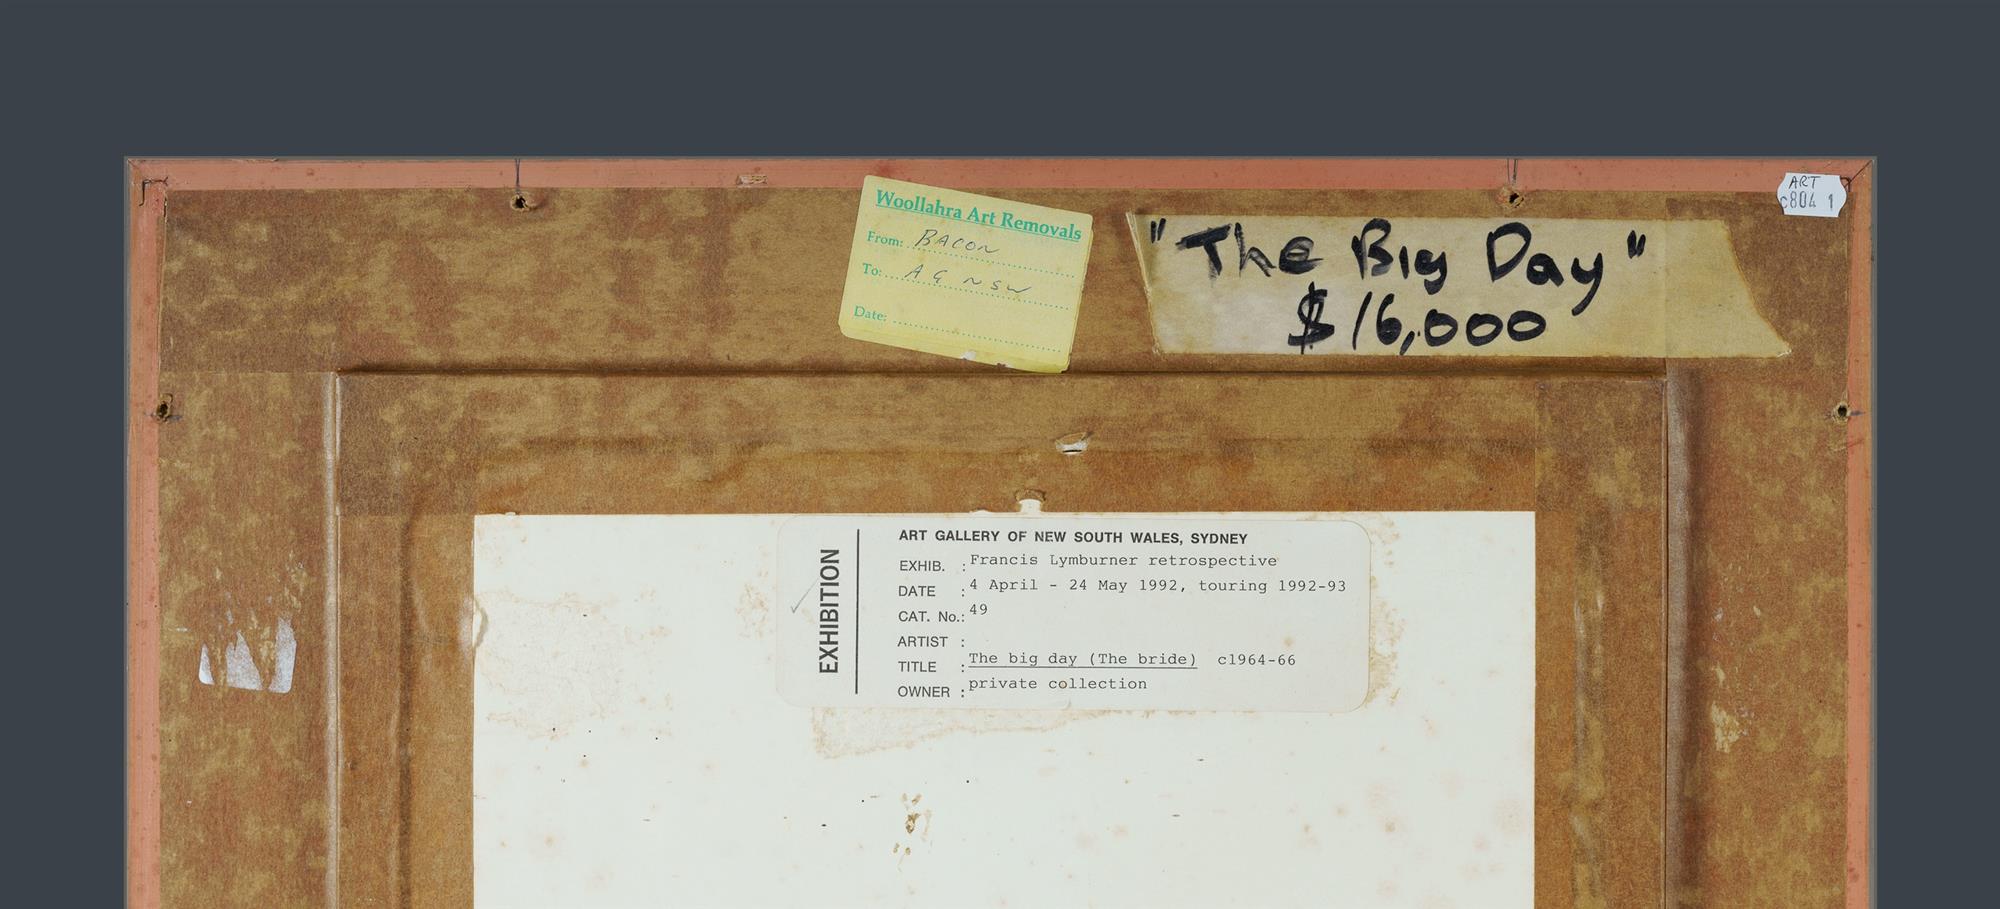 Woollahra Art Removals
From: BACON
To: AGNSW
Date:
"The Big Day"
$16,000
ART
c804 1
EXHIBITION
ART GALLERY OF NEW SOUTH WALES, SYDNEY
EXHIB. : Francis Lymburner retrospective
DATE : 4 April - 24 May 1992, touring 1992-93
CAT. No.: 49
ARTIST :
TITLE : The big day (The bride) c1964-66
OWNER : private collection